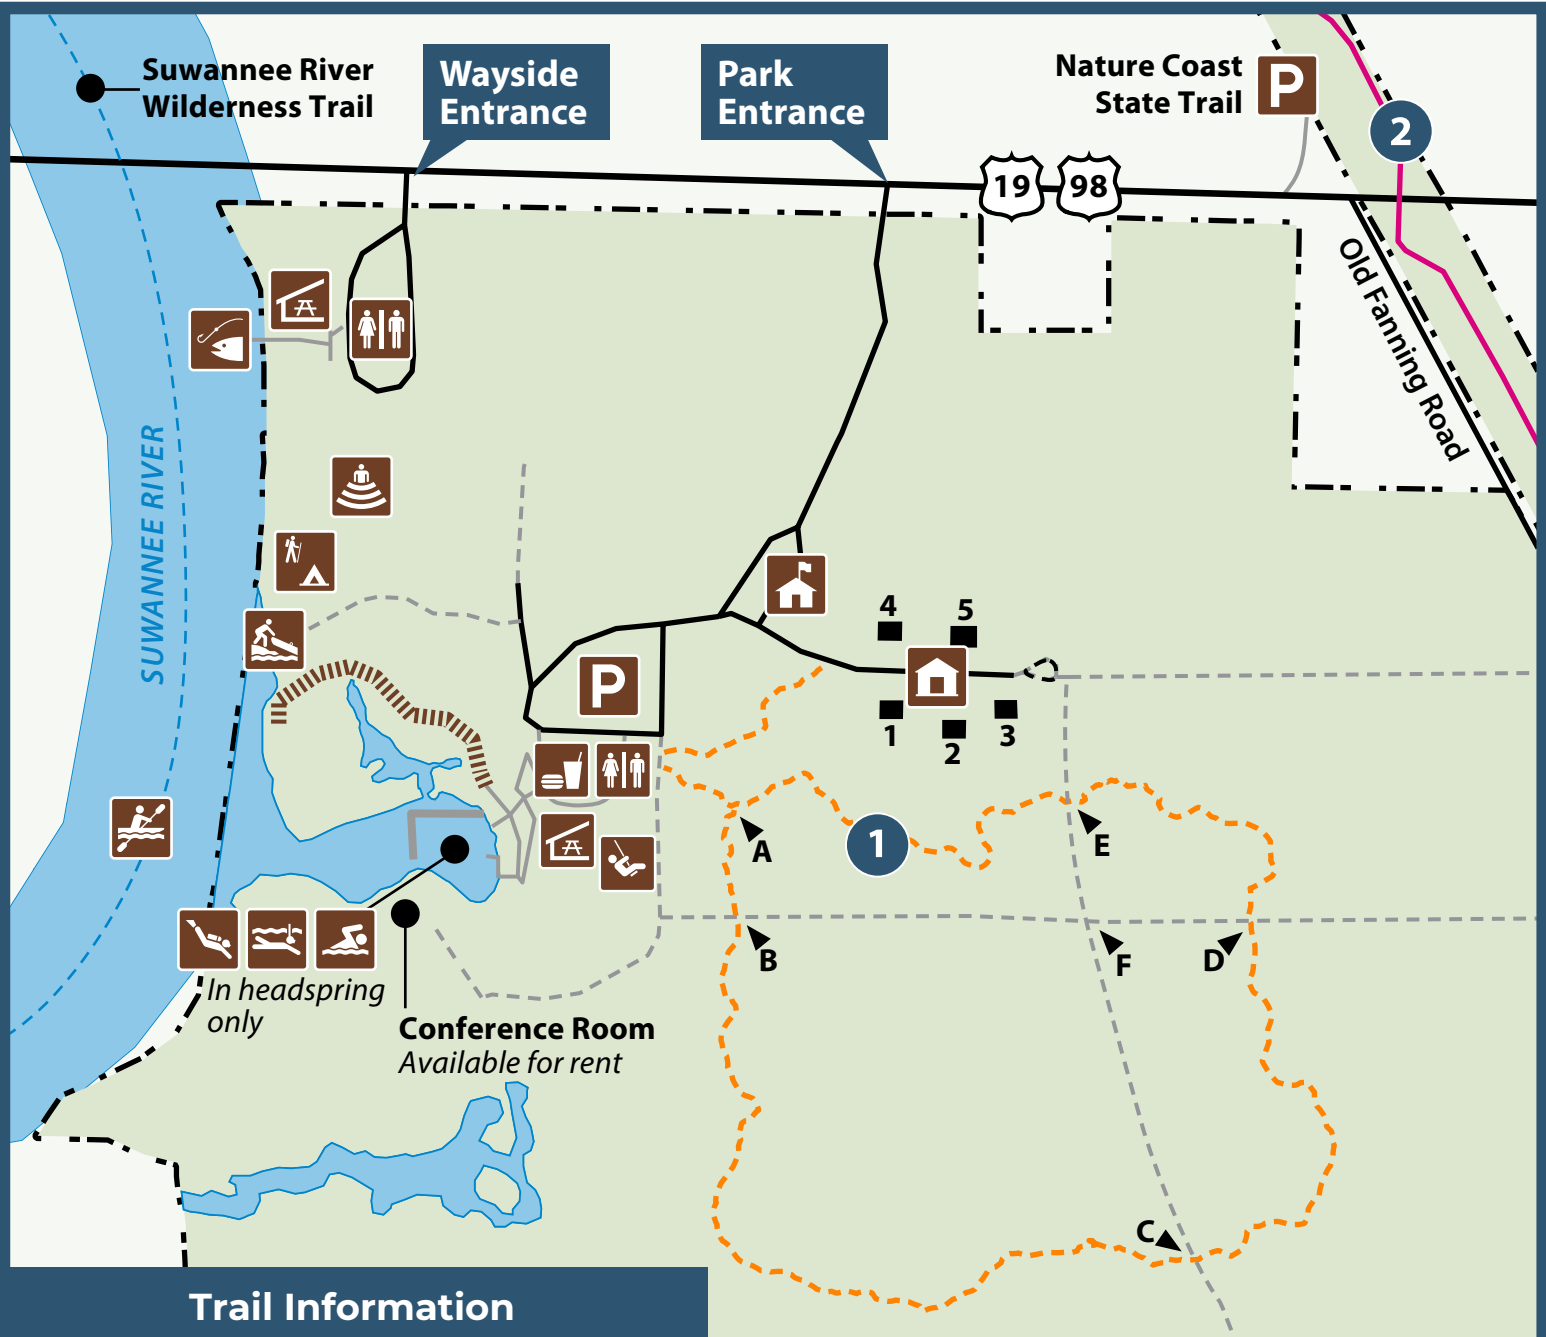 Suwannee River
Wilderness Trail
Wayside
Entrance
Park
Entrance
Nature Coast
State Trail
P
2
19
98
Old Fanning Road
SUWANNEE RIVER
4
5
P
1
2
3
A
1
E
B
F
D
In headspring
only
Conference Room
Available for rent
C
Trail Information